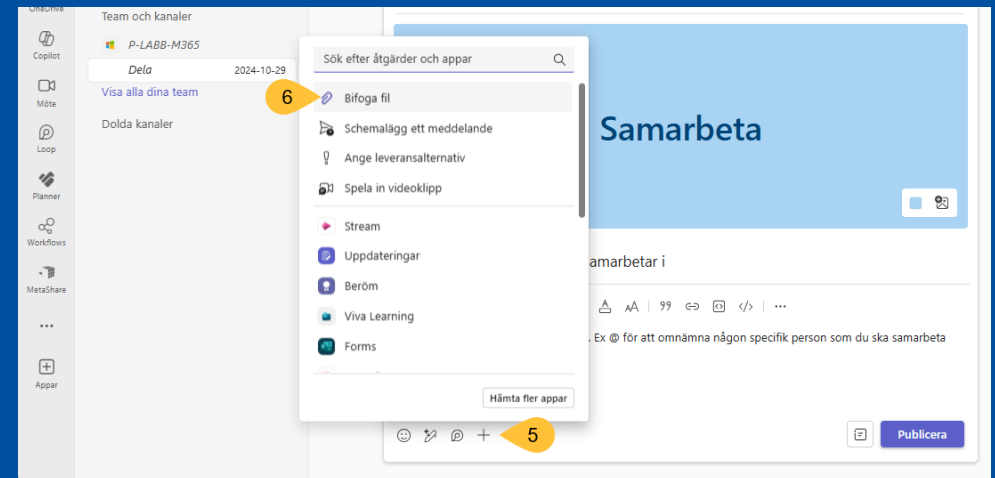 OneDrive
Copilot
Möte
Loop
Planner
Workflows
MetaShare
Appar
Team och kanaler
P-LABB-M365
Dela 2024-10-29
Visa alla dina team
Dolda kanaler
Sök efter åtgärder och appar
6
Bifoga fil
Schemalägg ett meddelande
Ange leveransalternativ
Spela in videoklipp
Stream
Uppdateringar
Beröm
Viva Learning
Forms
Hämta fler appar
5
Samarbeta
amarbetar i
. Ex @ för att omnämna någon specifik person som du ska samarbeta
Publicera